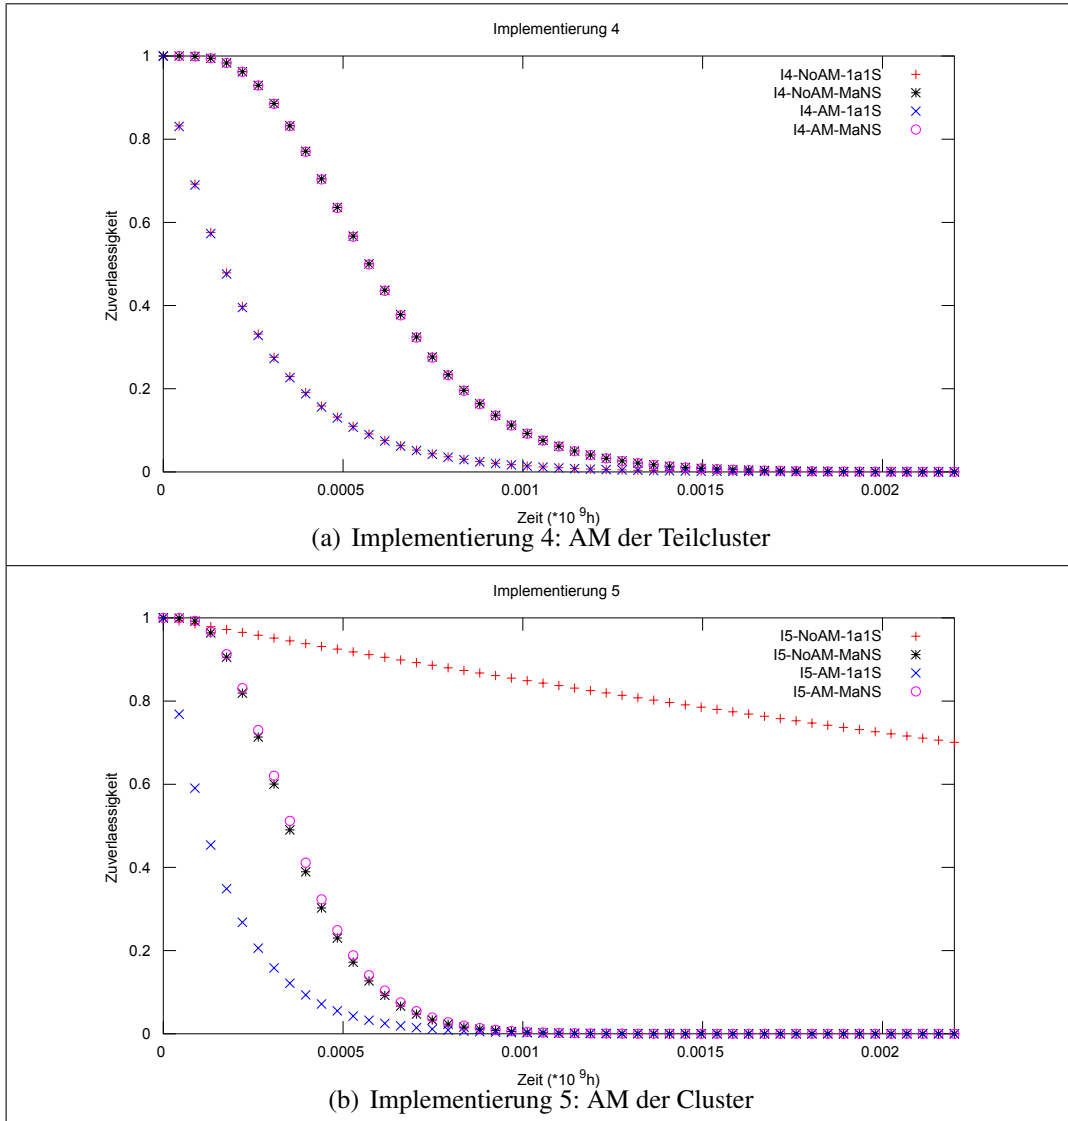 Implementierung 4
I4-NoAM-1a1S
I4-NoAM-MaNS
I4-AM-1a1S
I4-AM-MaNS
1
0.8
0.6
0.4
0.2
0
Zuverlaessigkeit
0 0.0005 0.001 0.0015 0.002
Zeit (*10 9h)
(a) Implementierung 4: AM der Teilcluster
Implementierung 5
I5-NoAM-1a1S
I5-NoAM-MaNS
I5-AM-1a1S
I5-AM-MaNS
1
0.8
0.6
0.4
0.2
0
Zuverlaessigkeit
0 0.0005 0.001 0.0015 0.002
Zeit (*10 9h)
(b) Implementierung 5: AM der Cluster